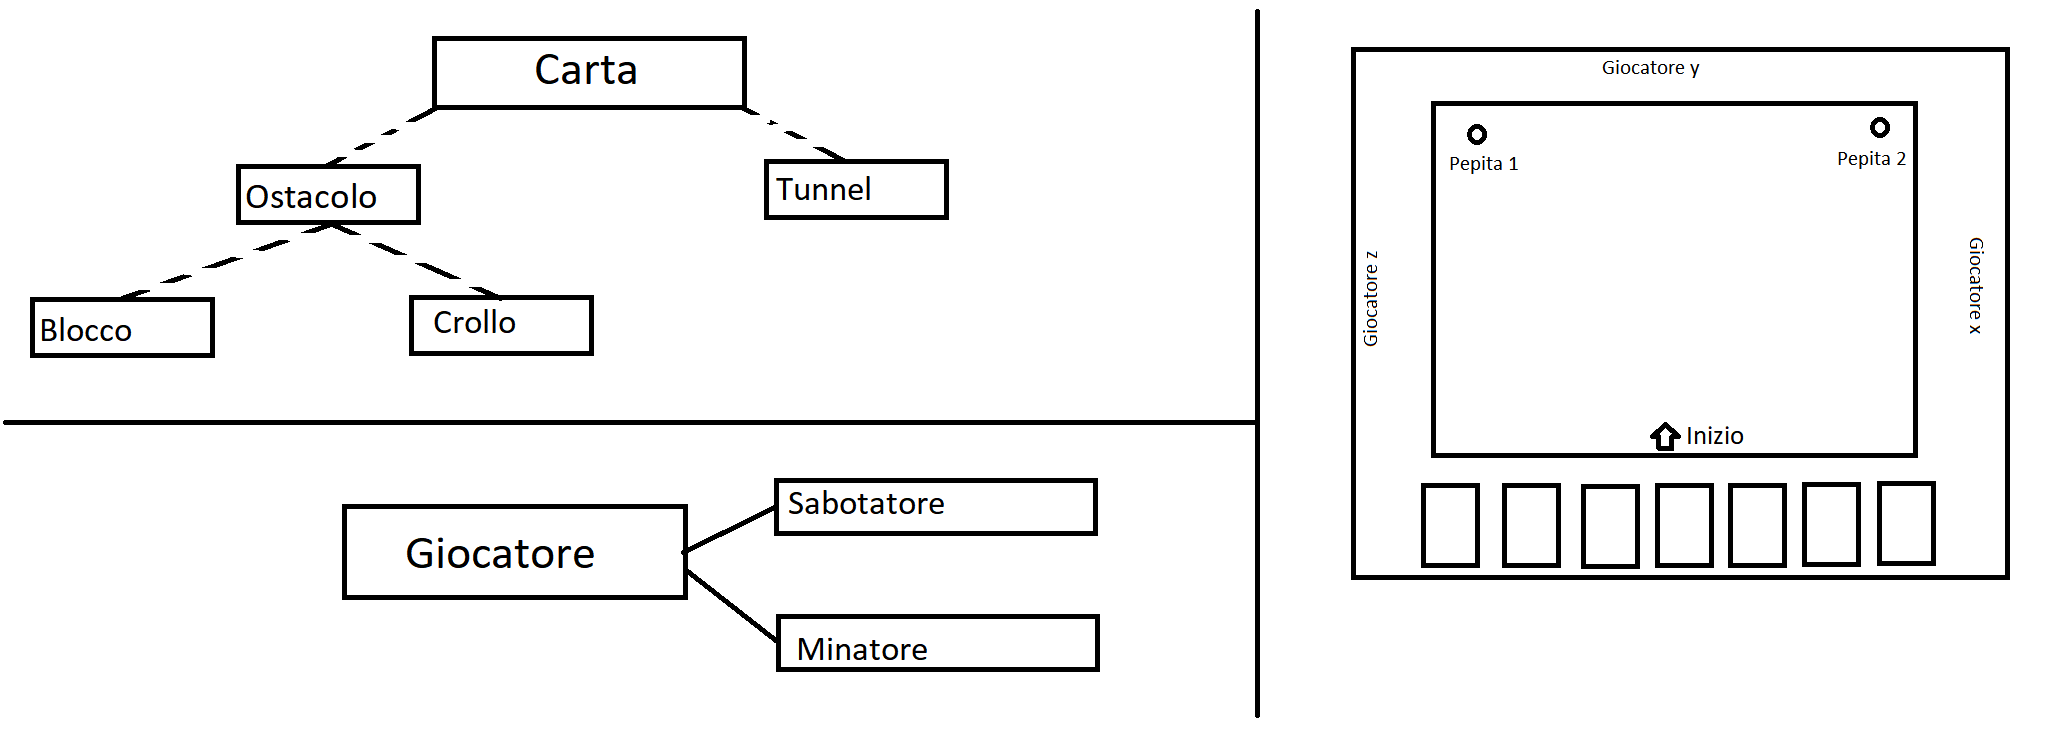 Carta
Ostacolo
Tunnel
Blocco
Crollo
Giocatore
Sabotatore
Minatore
Giocatore y
Pepita 1
Pepita 2
Giocatore z
Giocatore x
Inizio